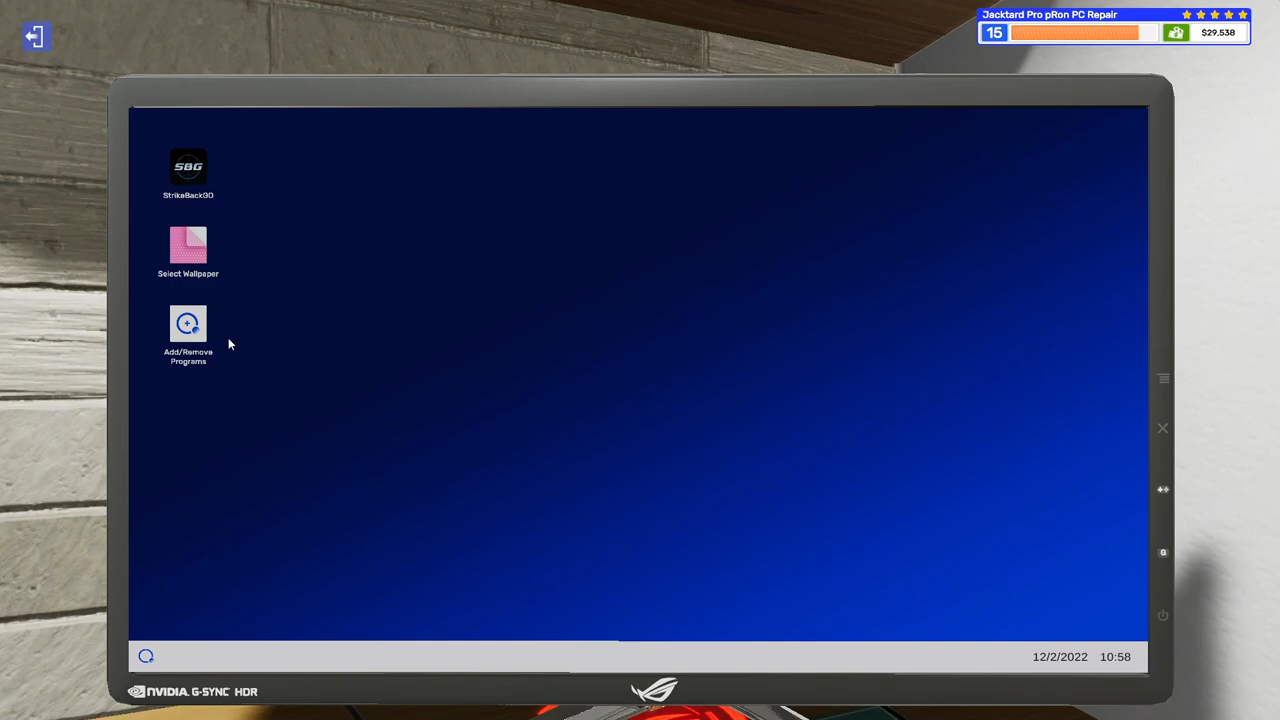 Jacktard Pro pRon PC Repair
15
$29,538
SBG
StrikeBackGO
Select Wallpaper
Add/Remove
Programs
12/2/2022 10:58
NVIDIA G-SYNC HDR
G